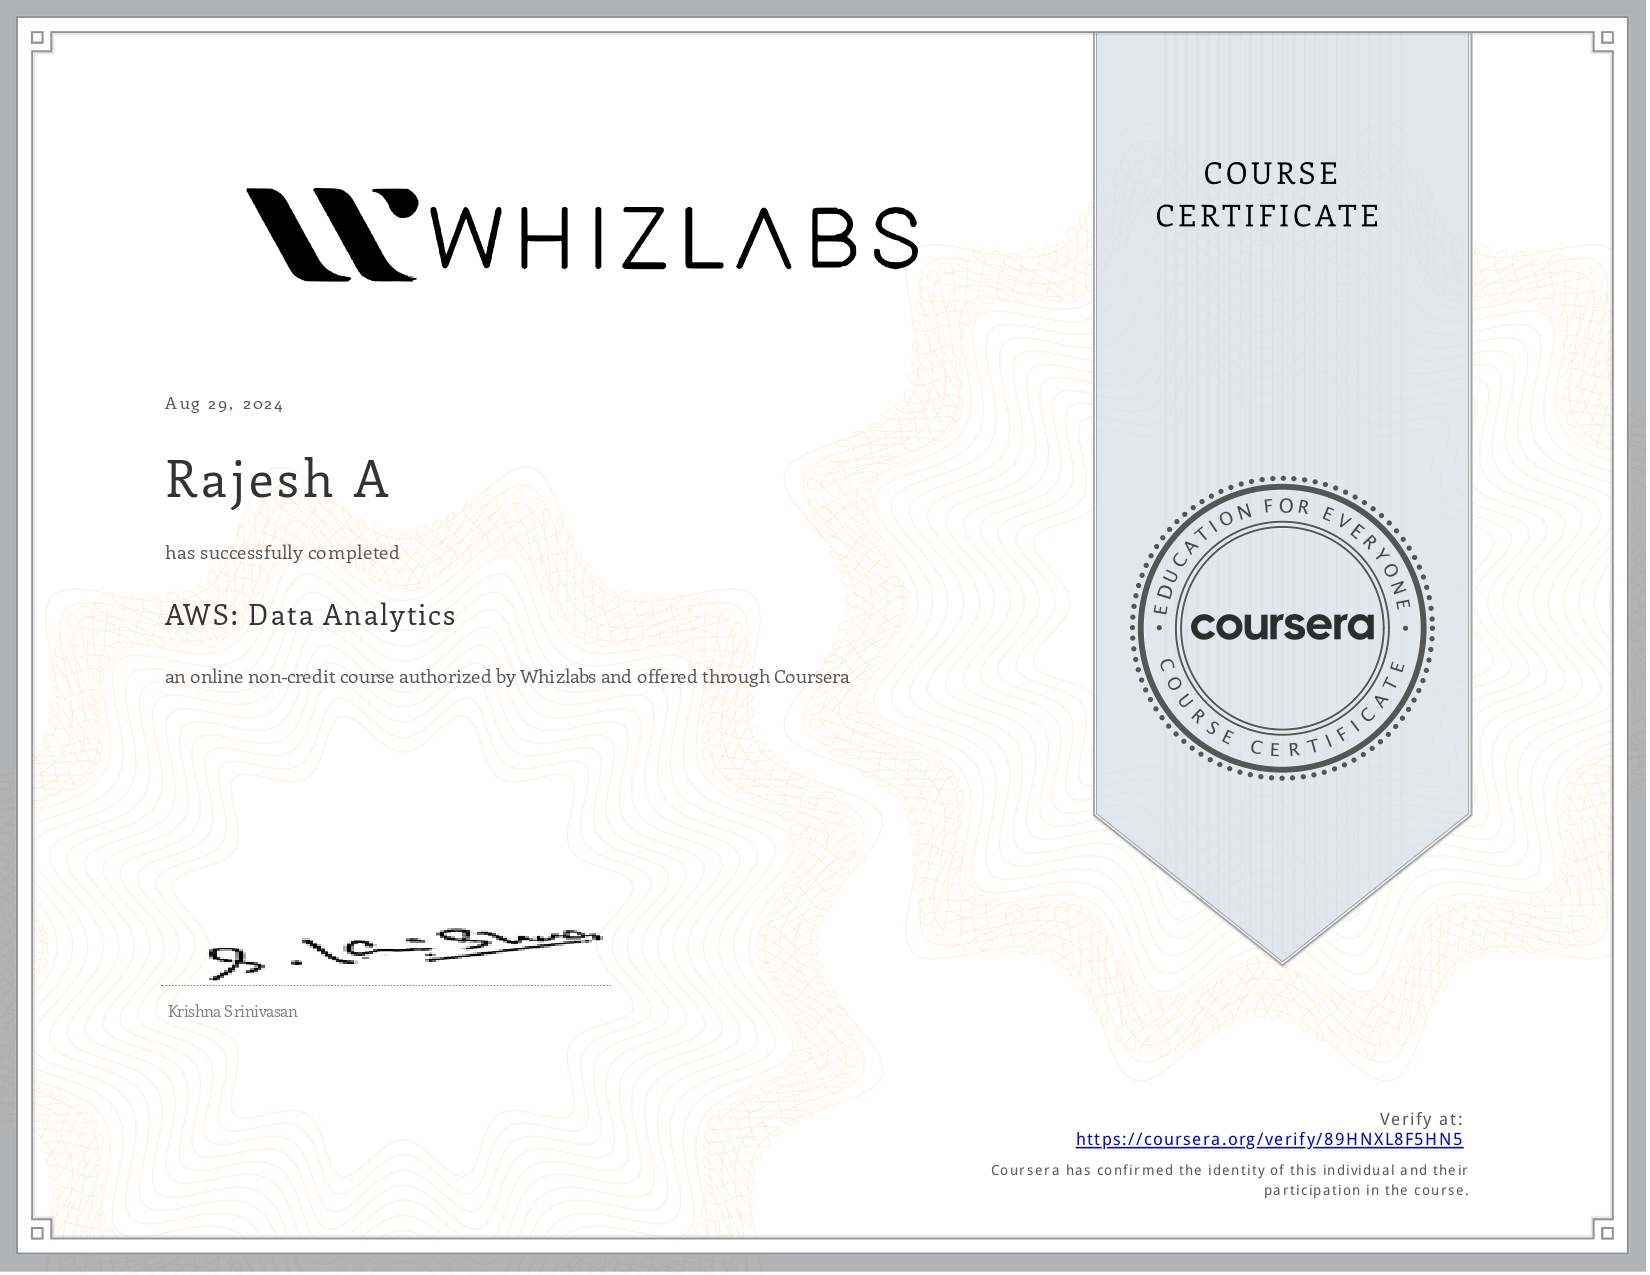 WHIZLABS
COURSE
CERTIFICATE
Aug 29, 2024
Rajesh A
has successfully completed
AWS: Data Analytics
an online non-credit course authorized by Whizlabs and offered through Coursera
EDUCATION FOR EVERYONE
coursera
COURSE CERTIFICATE
Krishna Srinivasan
Verify at:
https://coursera.org/verify/89HNXL8F5HN5
Coursera has confirmed the identity of this individual and their
participation in the course.